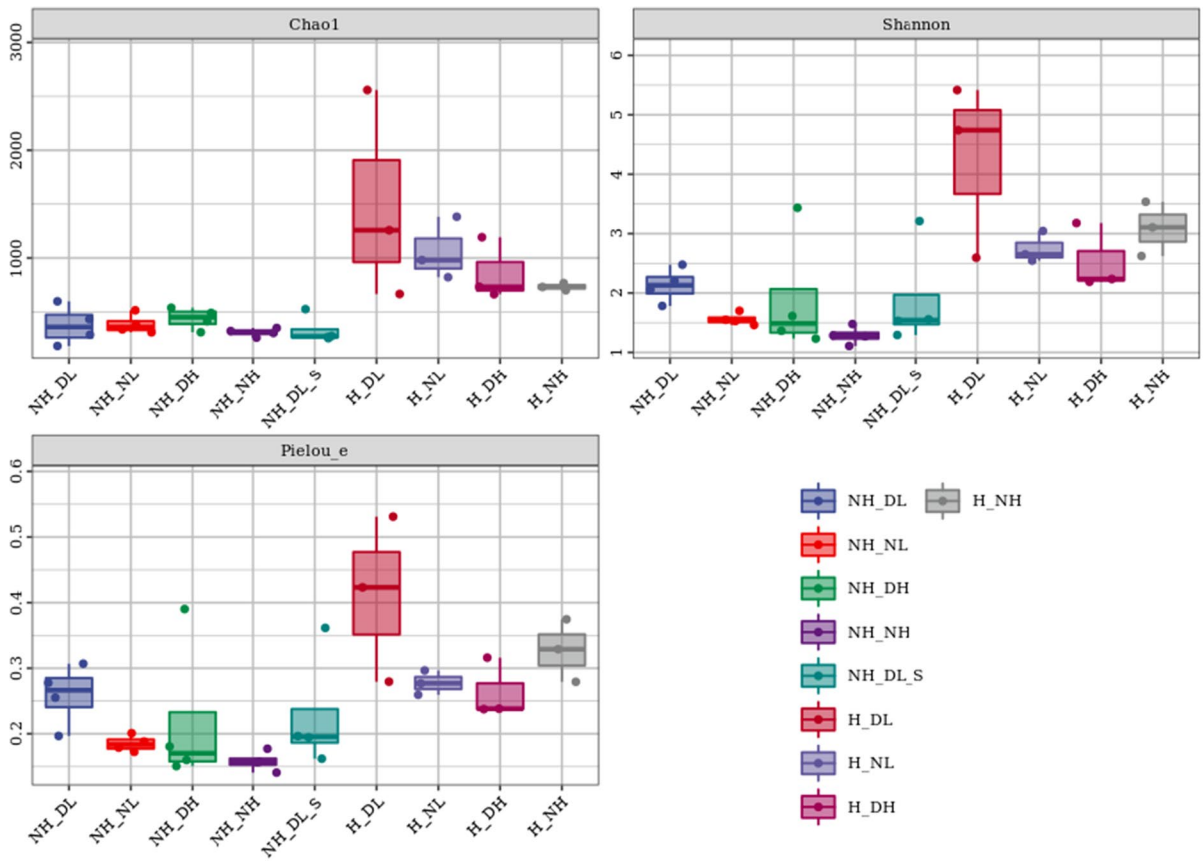 Chao1
3000
2000
1000
NH_DL
NH_NL
NH_DH
NH_NH
NH_DL_S
H_DL
H_NL
H_DH
H_NH
Shannon
6
5
4
3
2
1
NH_DL
NH_NL
NH_DH
NH_NH
NH_DL_S
H_DL
H_NL
H_DH
H_NH
Pielou_e
0.6
0.5
0.4
0.3
0.2
NH_DL
NH_NL
NH_DH
NH_NH
NH_DL_S
H_DL
H_NL
H_DH
H_NH
NH_DL H_NH
NH_NL
NH_DH
NH_NH
NH_DL_S
H_DL
H_NL
H_DH